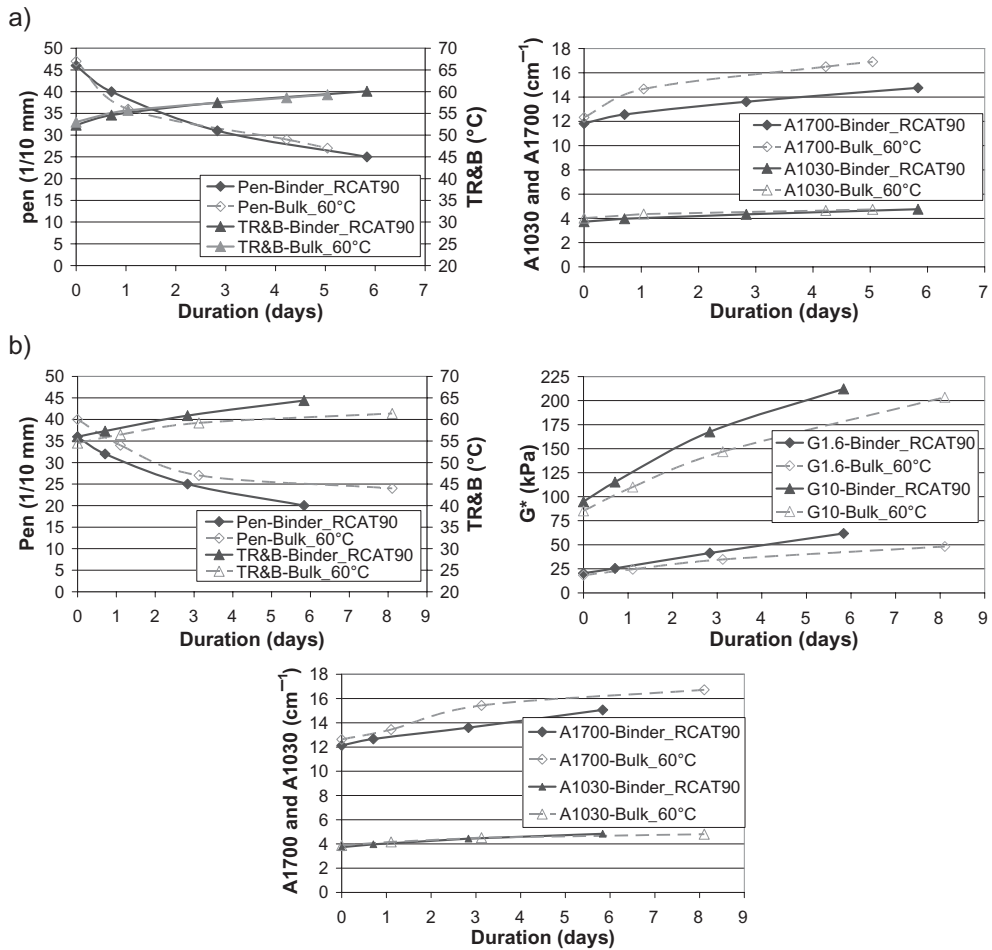 a)
pen (1/10 mm)
50
45
40
35
30
25
20
15
10
5
0
70
65
60
55
50
45
40
35
30
25
20
TR&B (°C)
Pen-Binder_RCAT90
Pen-Bulk_60°C
TR&B-Binder_RCAT90
TR&B-Bulk_60°C
0 1 2 3 4 5 6 7
Duration (days)
A1030 and A1700 (cm⁻¹)
18
16
14
12
10
8
6
4
2
0
A1700-Binder_RCAT90
A1700-Bulk_60°C
A1030-Binder_RCAT90
A1030-Bulk_60°C
0 1 2 3 4 5 6 7
Duration (days)
b)
Pen (1/10 mm)
50
45
40
35
30
25
20
15
10
5
0
70
65
60
55
50
45
40
35
30
25
20
TR&B (°C)
Pen-Binder_RCAT90
Pen-Bulk_60°C
TR&B-Binder_RCAT90
TR&B-Bulk_60°C
0 1 2 3 4 5 6 7 8 9
Duration (days)
G* (kPa)
225
200
175
150
125
100
75
50
25
0
G1.6-Binder_RCAT90
G1.6-Bulk_60°C
G10-Binder_RCAT90
G10-Bulk_60°C
0 1 2 3 4 5 6 7 8 9
Duration (days)
A1700 and A1030 (cm⁻¹)
18
16
14
12
10
8
6
4
2
0
A1700-Binder_RCAT90
A1700-Bulk_60°C
A1030-Binder_RCAT90
A1030-Bulk_60°C
0 1 2 3 4 5 6 7 8 9
Duration (days)